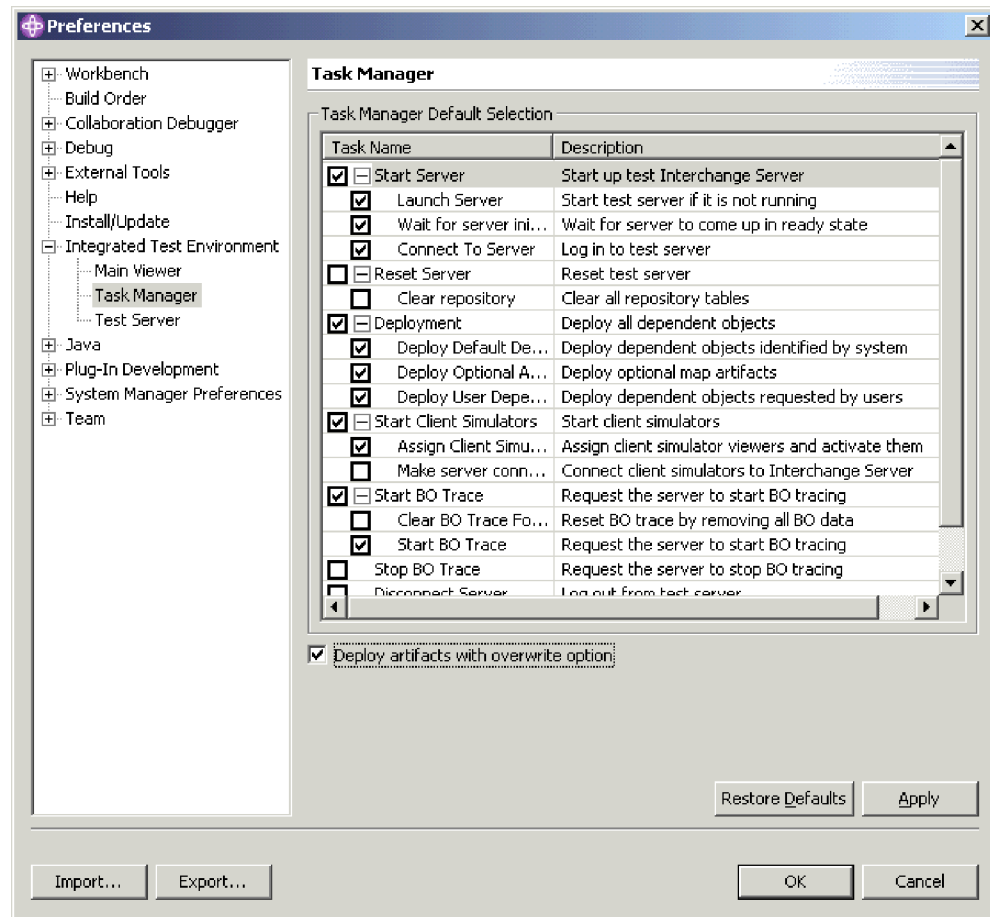 Preferences
Workbench
Build Order
Collaboration Debugger
Debug
External Tools
Help
Install/Update
Integrated Test Environment
Main Viewer
Task Manager
Test Server
Java
Plug-In Development
System Manager Preferences
Team
Task Manager
Task Manager Default Selection
Task Name Description
Start Server Start up test Interchange Server
Launch Server Start test server if it is not running
Wait for server ini... Wait for server to come up in ready state
Connect To Server Log in to test server
Reset Server Reset test server
Clear repository Clear all repository tables
Deployment Deploy all dependent objects
Deploy Default De... Deploy dependent objects identified by system
Deploy Optional A... Deploy optional map artifacts
Deploy User Depe... Deploy dependent objects requested by users
Start Client Simulators Start client simulators
Assign Client Simu... Assign client simulator viewers and activate them
Make server conn... Connect client simulators to Interchange Server
Start BO Trace Request the server to start BO tracing
Clear BO Trace Fo... Reset BO trace by removing all BO data
Start BO Trace Request the server to start BO tracing
Stop BO Trace Request the server to stop BO tracing
Disconnect Server Log out from test server
Deploy artifacts with overwrite option
Restore Defaults Apply
Import... Export... OK Cancel